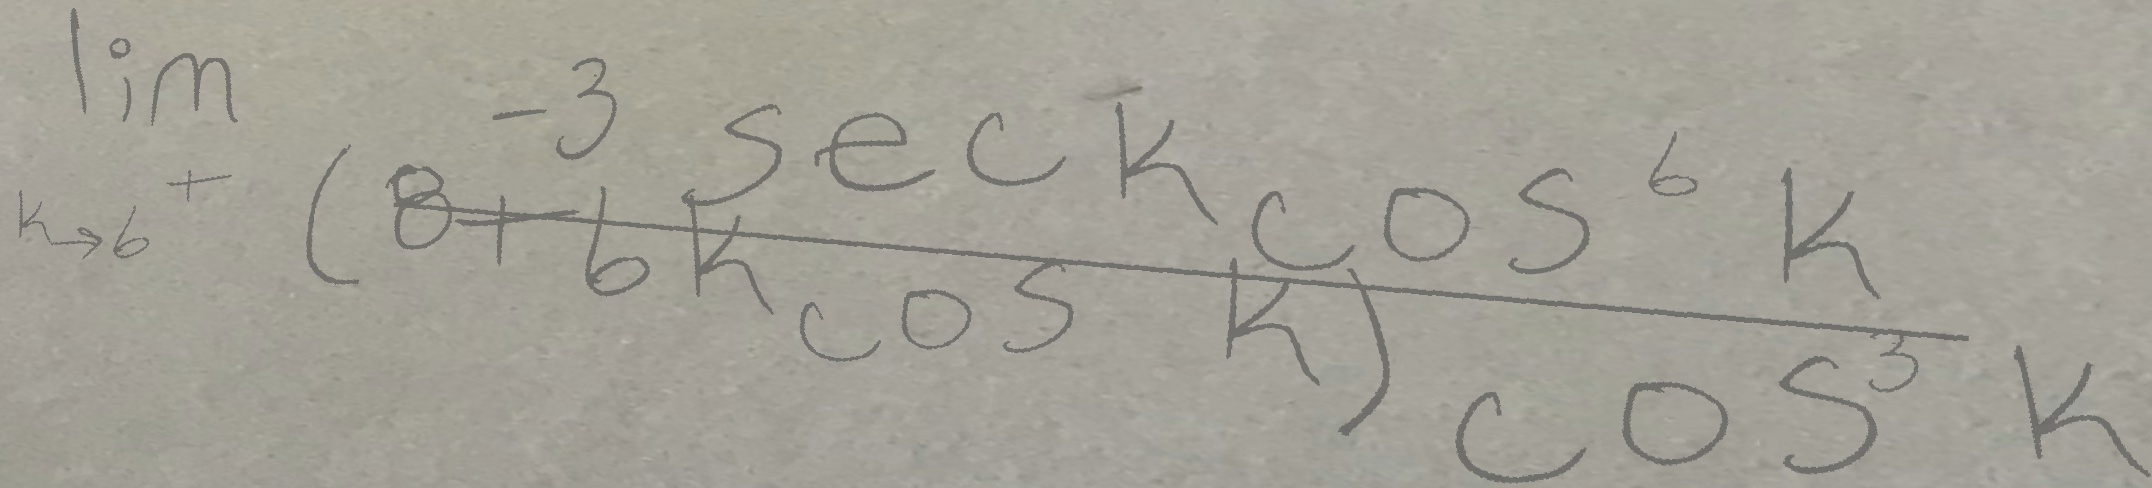 lim k→6⁺ -3 sec k cos⁶ k
(8+6k cos k) cos³ k